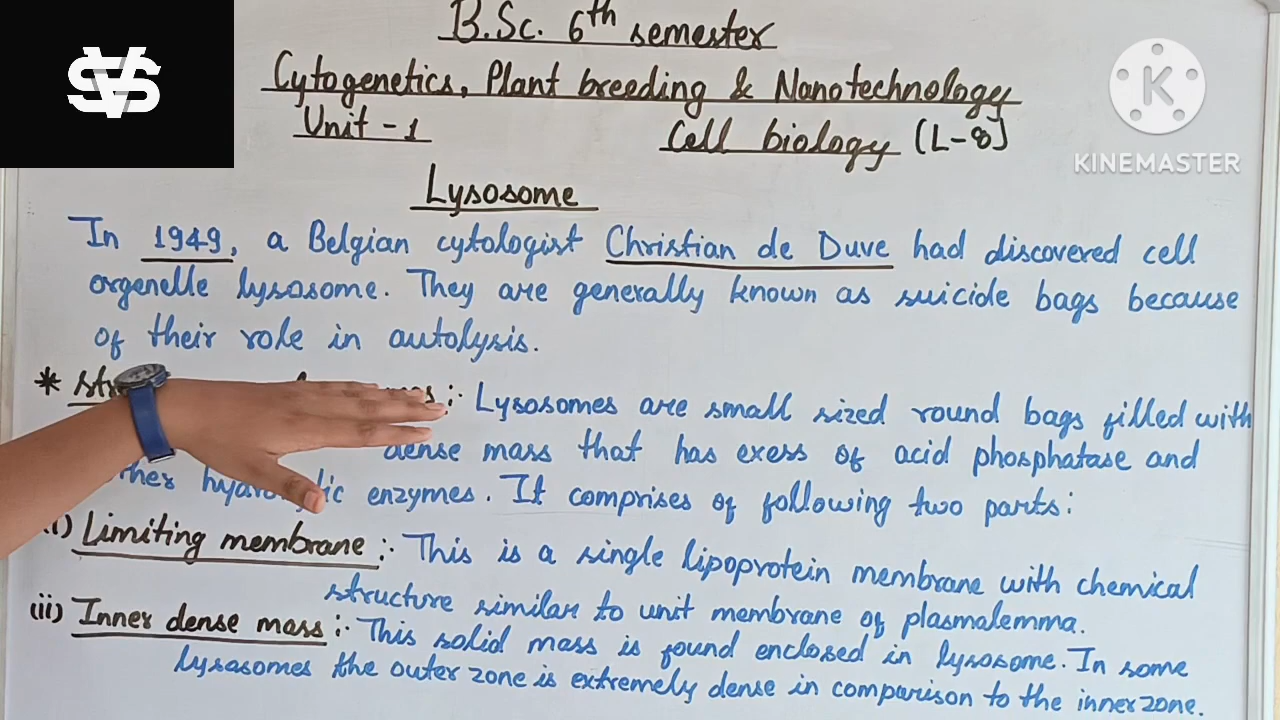 B.Sc. 6th semester
Cytogenetics, Plant breeding & Nanotechnology
Unit-1 Cell biology (L-8)
Lysosome
In 1949, a Belgian cytologist Christian de Duve had discovered cell
orgenelle lysosome. They are generally known as suicide bags because
of their role in autolysis.
* :- Lysosomes are small sized round bags filled with
dense mass that has exess of acid phosphatase and
enzymes. It comprises of following two parts:
(i) Limiting membrane :- This is a single lipoprotein membrane with chemical
structure similar to unit membrane of plasmalemma.
(ii) Inner dense mass :- This solid mass is found enclosed in lysosome. In some
lysasomes the outer zone is extremely dense in comparison to the inner zone.
K
KINEMASTER